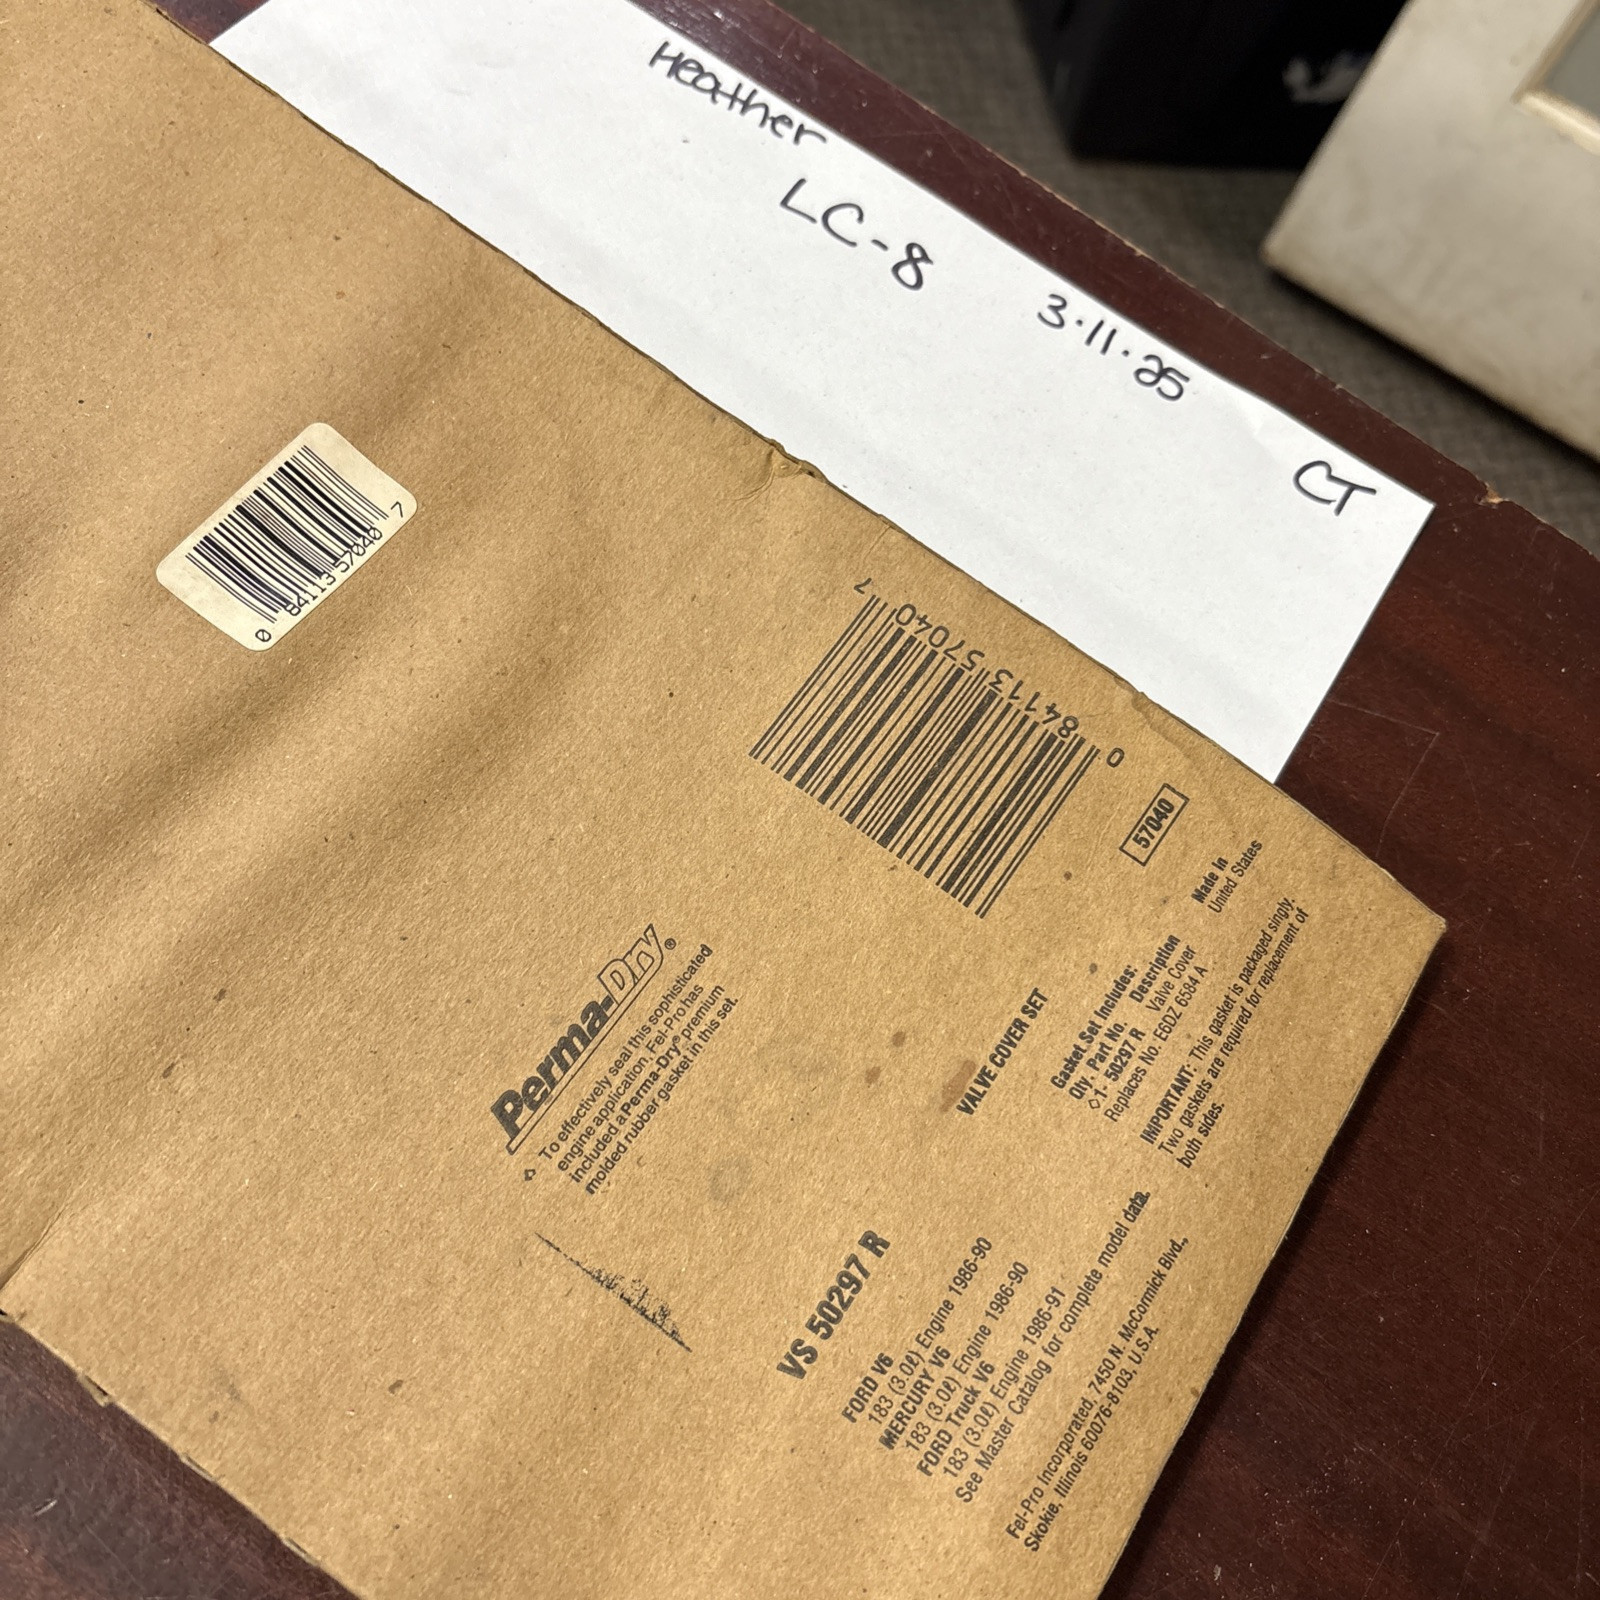 Heather
LC-8
3.11.25
CT
0 84113 57040 7
0 84113 57040 7
57040
Made in
United States
Perma-Dry®
◊ To effectively seal this sophisticated
engine application, Fel-Pro has
included a Perma-Dry® premium
molded rubber gasket in this set.
VALVE COVER SET
Gasket Set Includes:
Qty. Part No. Description
◊1- 50297 R Valve Cover
Replaces No. E6DZ 6584 A
IMPORTANT: This gasket is packaged singly.
Two gaskets are required for replacement of
both sides.
VS 50297 R
FORD V6
183 (3.0ℓ) Engine 1986-90
MERCURY V6
183 (3.0ℓ) Engine 1986-90
FORD Truck V6
183 (3.0ℓ) Engine 1986-91
See Master Catalog for complete model data.
Fel-Pro Incorporated, 7450 N. McCormick Blvd.,
Skokie, Illinois 60076-8103, U.S.A.